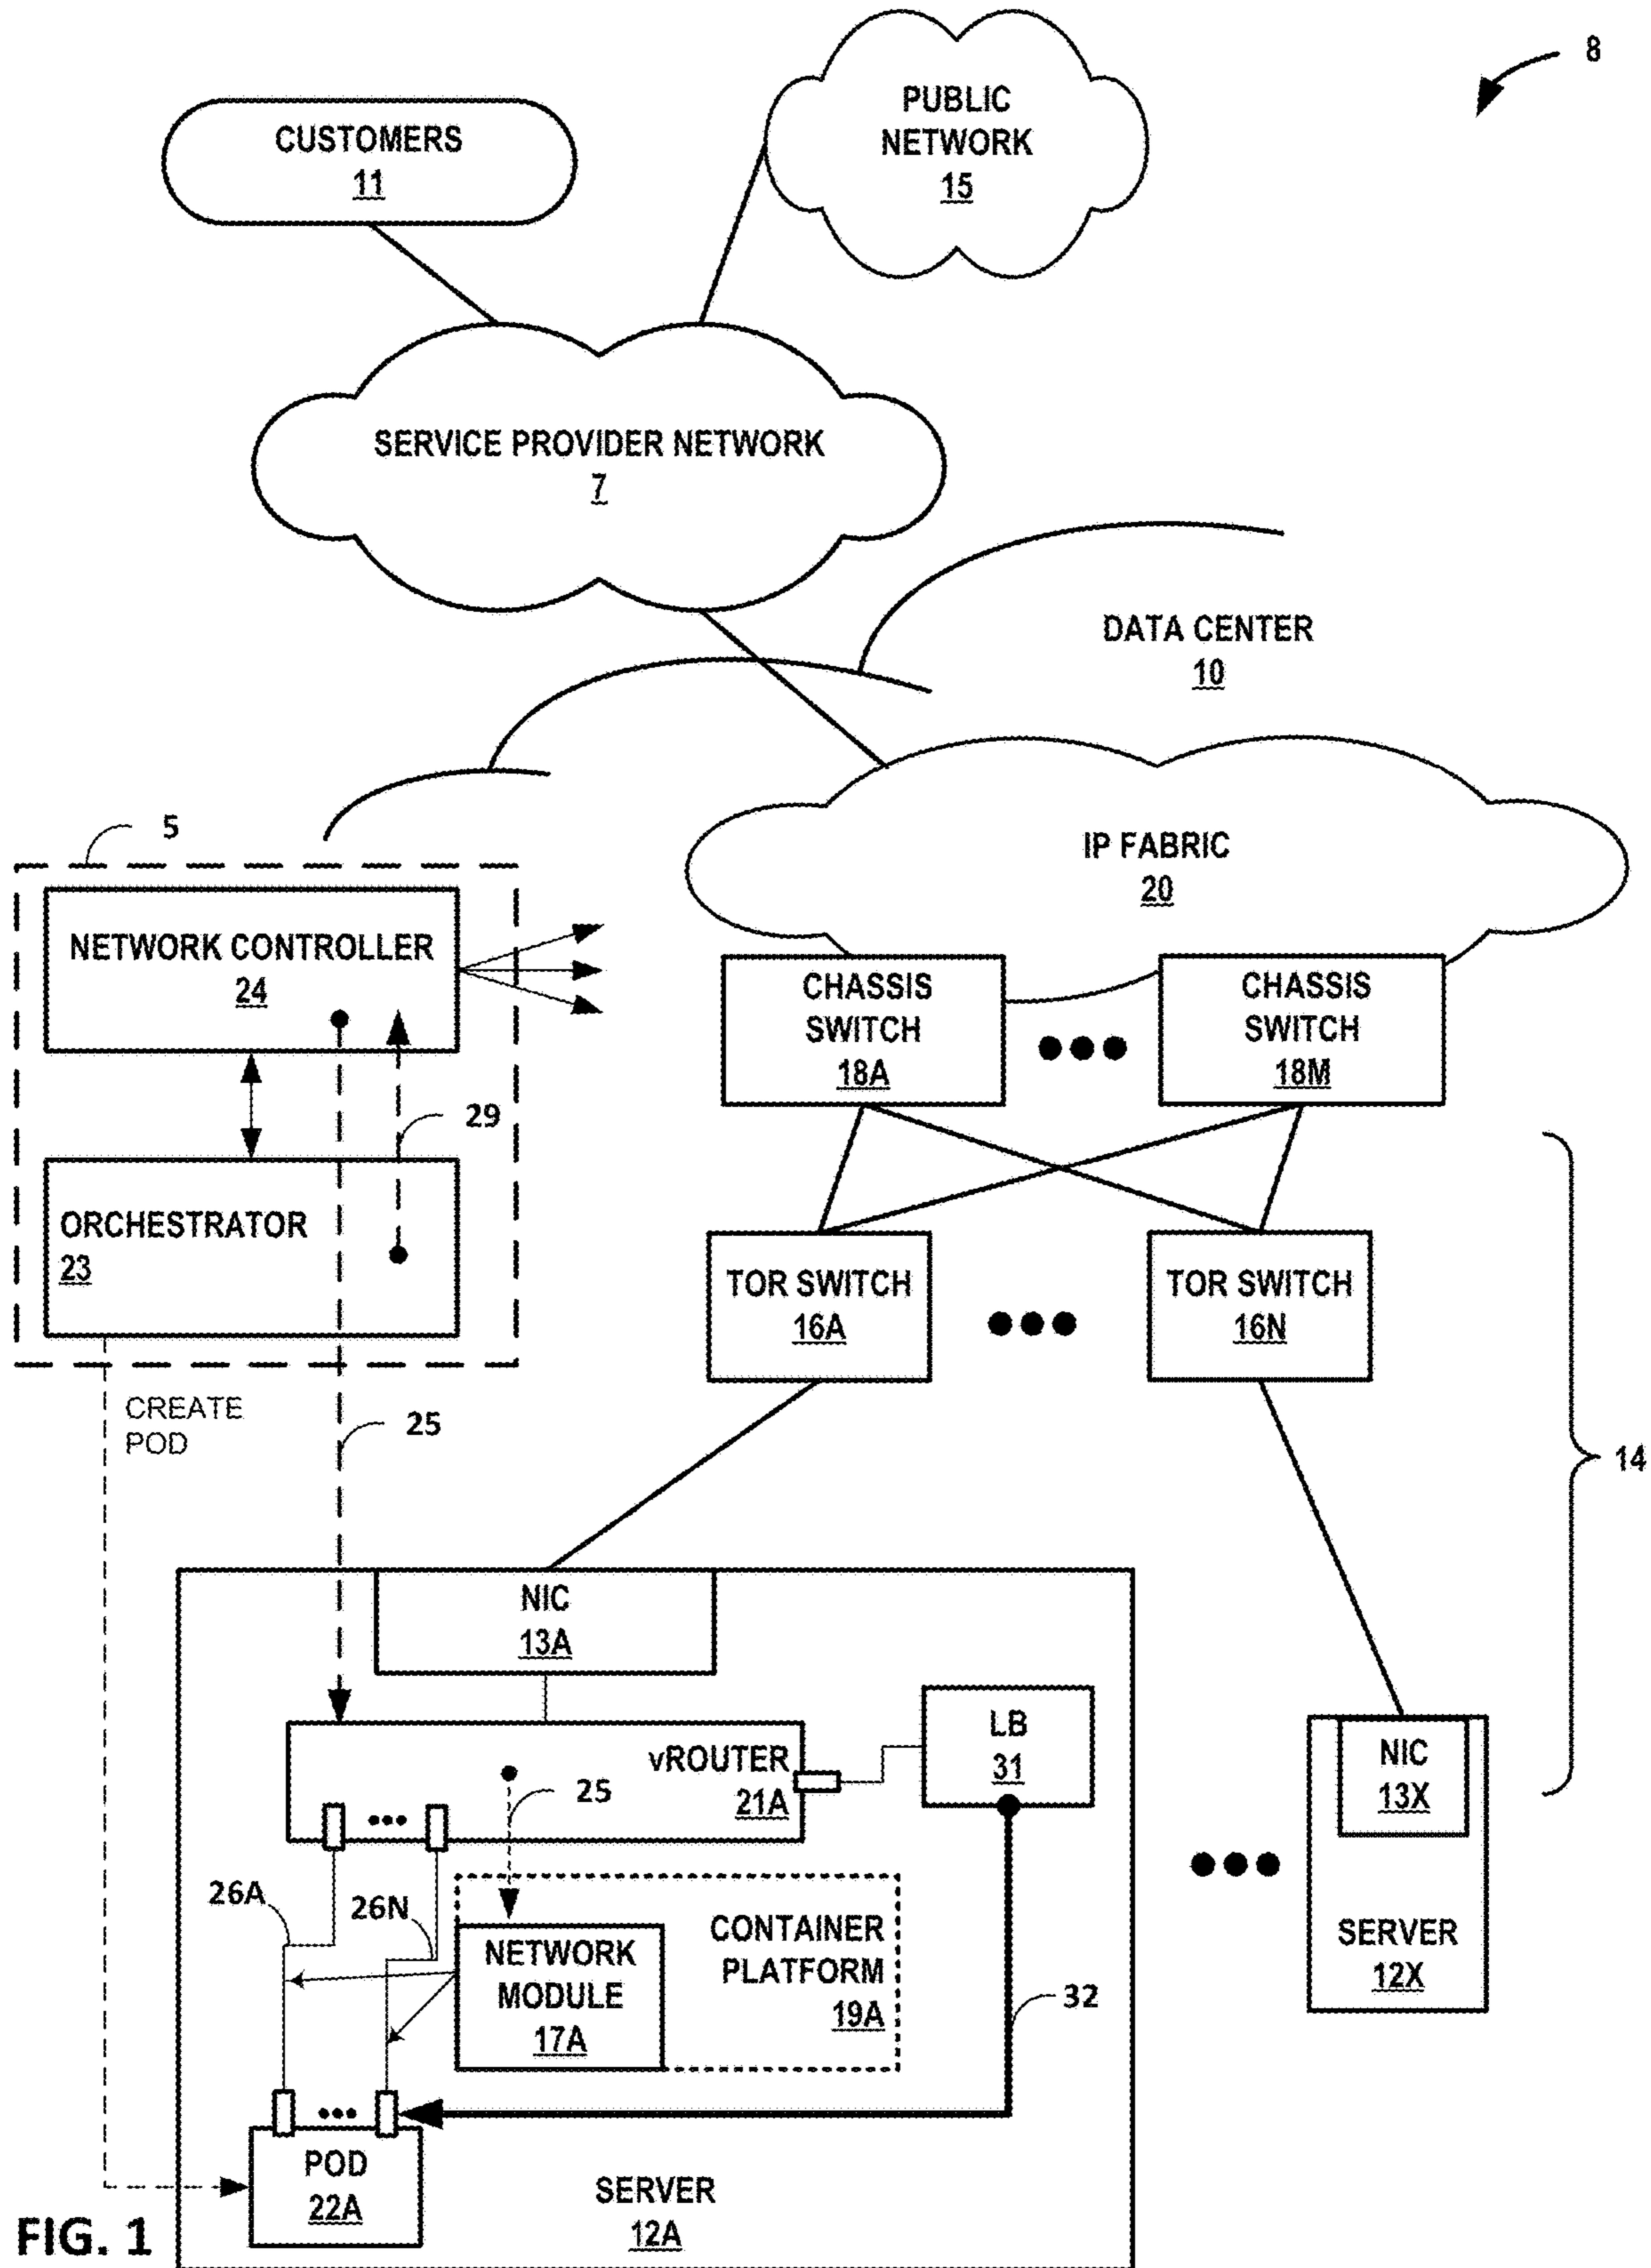 8
PUBLIC
NETWORK
15
CUSTOMERS
11
SERVICE PROVIDER NETWORK
7
DATA CENTER
10
5
IP FABRIC
20
NETWORK CONTROLLER
24
CHASSIS
SWITCH
18A
CHASSIS
SWITCH
18M
29
ORCHESTRATOR
23
TOR SWITCH
16A
TOR SWITCH
16N
CREATE
POD
25
14
NIC
13A
LB
31
vROUTER
21A
25
NIC
13X
26A
26N
CONTAINER
PLATFORM
19A
NETWORK
MODULE
17A
32
SERVER
12X
POD
22A
SERVER
12A
FIG. 1